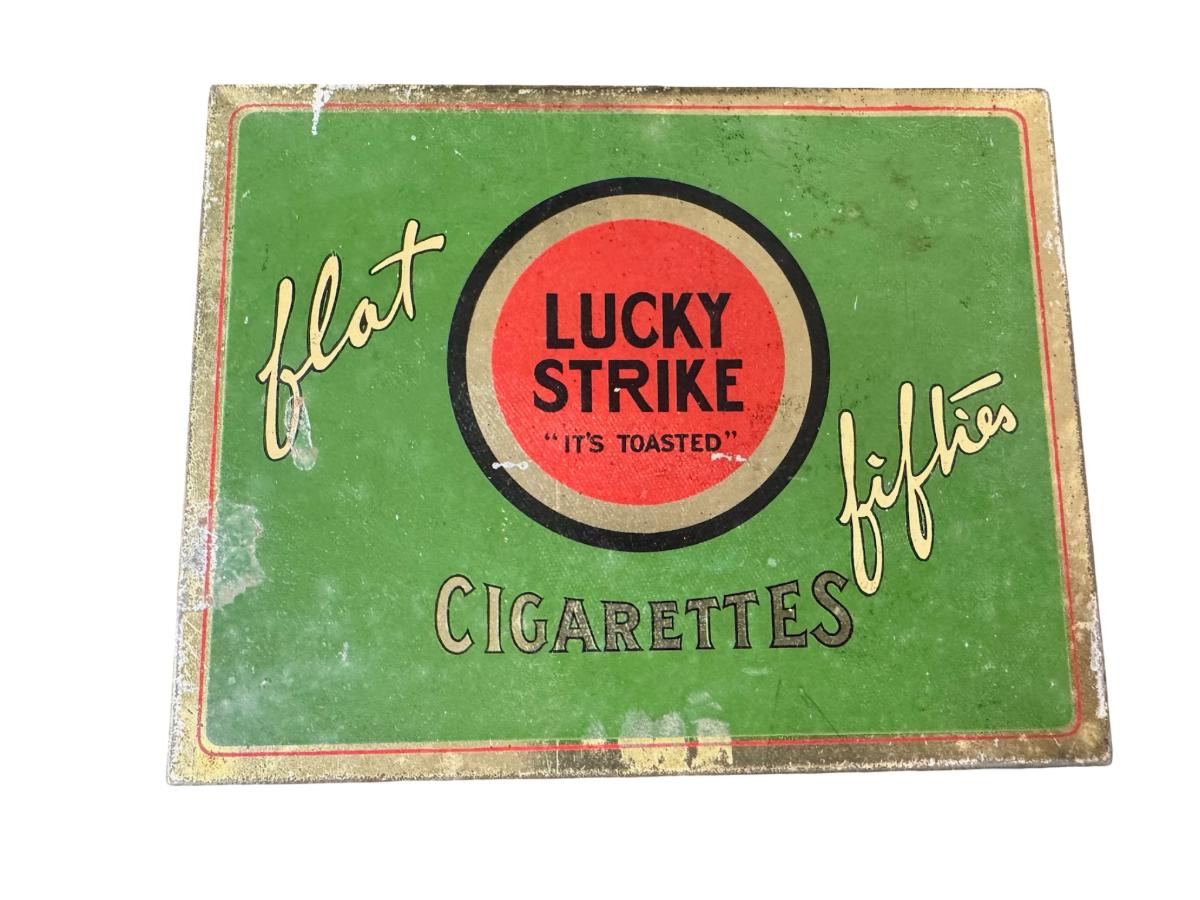 flat
LUCKY
STRIKE
"IT'S TOASTED"
fifties
CIGARETTES